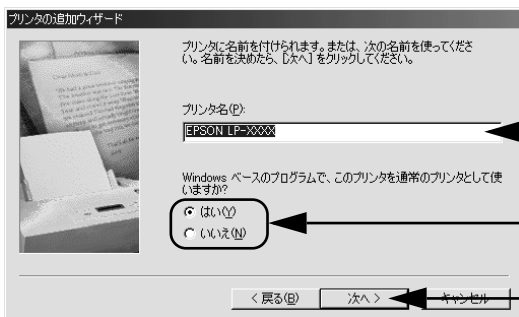 プリンタの追加ウィザード
プリンタに名前を付けられます。または、次の名前を使ってくださ
い。名前を決めたら、[次へ] をクリックしてください。
プリンタ名(P):
EPSON LP-XXXX
Windows ベースのプログラムで、このプリンタを通常のプリンタとして使
いますか?
はい(Y)
いいえ(N)
< 戻る(B)
次へ >
キャンセル